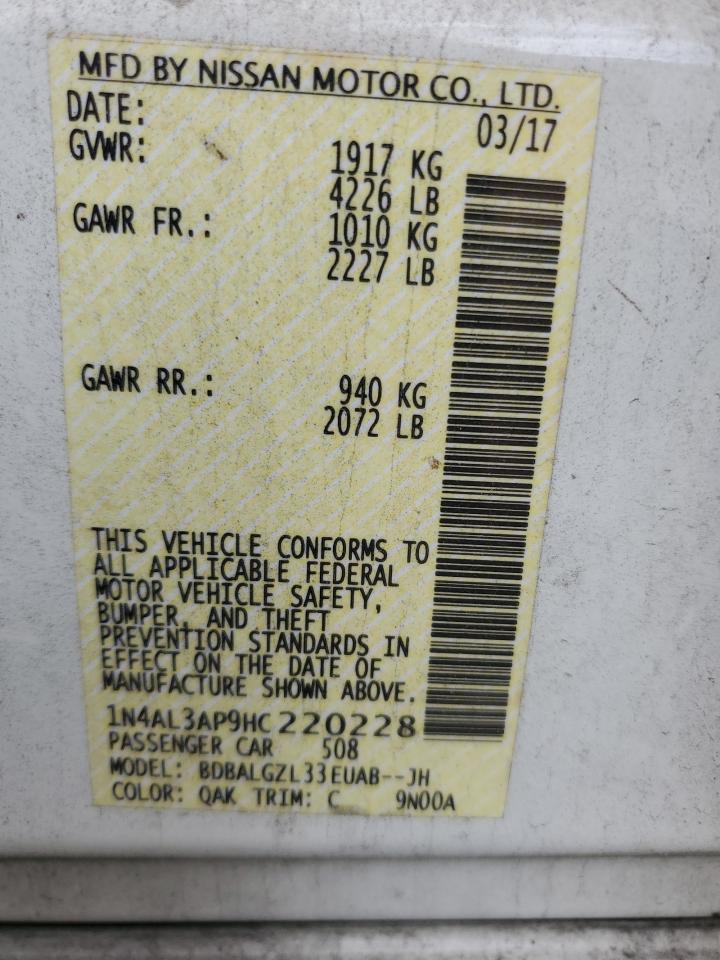 MFD BY NISSAN MOTOR CO., LTD.
DATE: 03/17
GVWR: 1917 KG
4226 LB
GAWR FR.: 1010 KG
2227 LB
GAWR RR.: 940 KG
2072 LB
THIS VEHICLE CONFORMS TO
ALL APPLICABLE FEDERAL
MOTOR VEHICLE SAFETY,
BUMPER, AND THEFT
PREVENTION STANDARDS IN
EFFECT ON THE DATE OF
MANUFACTURE SHOWN ABOVE.
1N4AL3AP9HC220228
PASSENGER CAR 508
MODEL: BDBALGZL33EUAB--JH
COLOR: QAK TRIM: C 9N00A